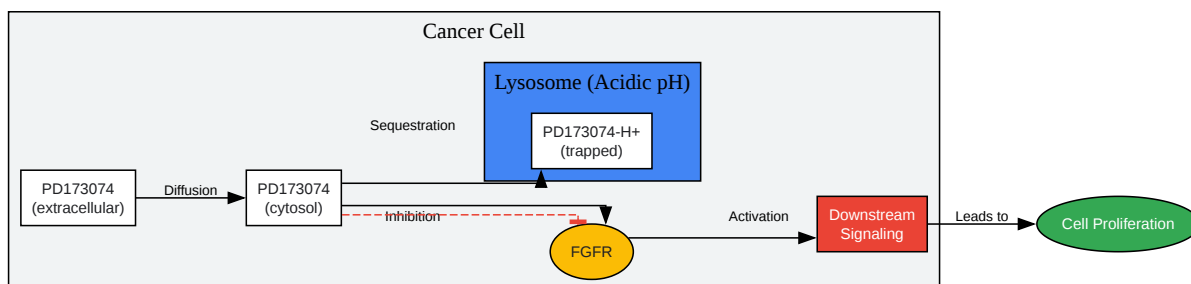 Cancer Cell
Lysosome (Acidic pH)
Sequestration
PD173074-H+
(trapped)
PD173074
(extracellular)
Diffusion
PD173074
(cytosol)
Inhibition
FGFR
Activation
Downstream
Signaling
Leads to
Cell Proliferation